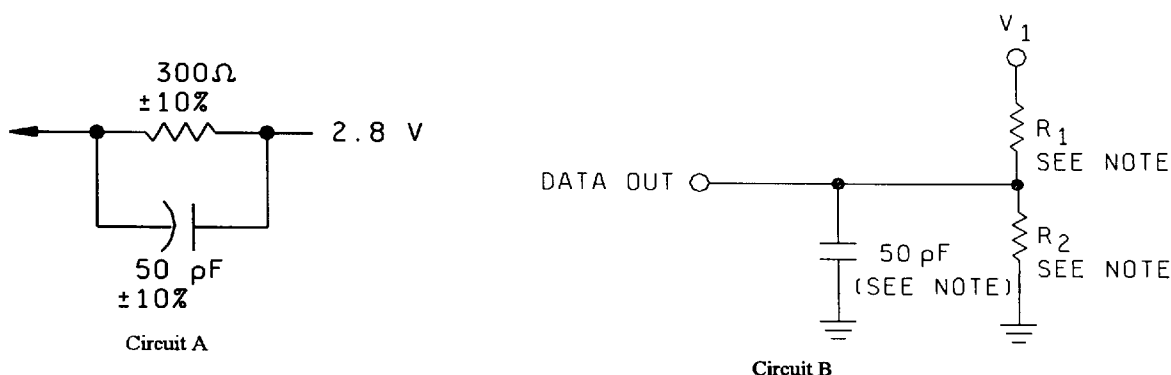 300Ω
±10%
2.8 V
50 pF
±10%
Circuit A
V1
R1
SEE NOTE
DATA OUT
R2
SEE NOTE
50 pF
(SEE NOTE)
Circuit B